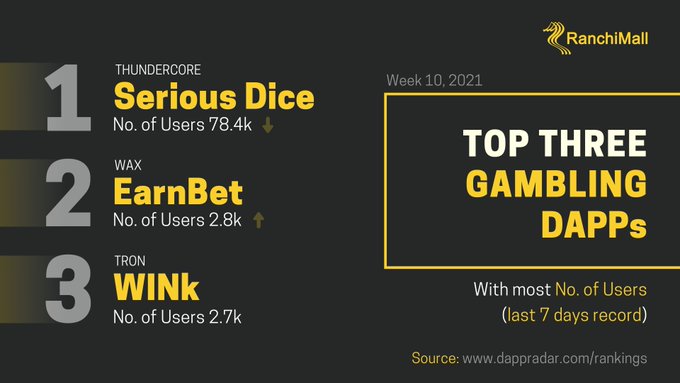 RanchiMall
Week 10, 2021
TOP THREE
GAMBLING
DAPPs
With most No. of Users
(last 7 days record)
1
THUNDERCORE
Serious Dice
No. of Users 78.4k
2
WAX
EarnBet
No. of Users 2.8k
3
TRON
WINk
No. of Users 2.7k
Source: www.dappradar.com/rankings